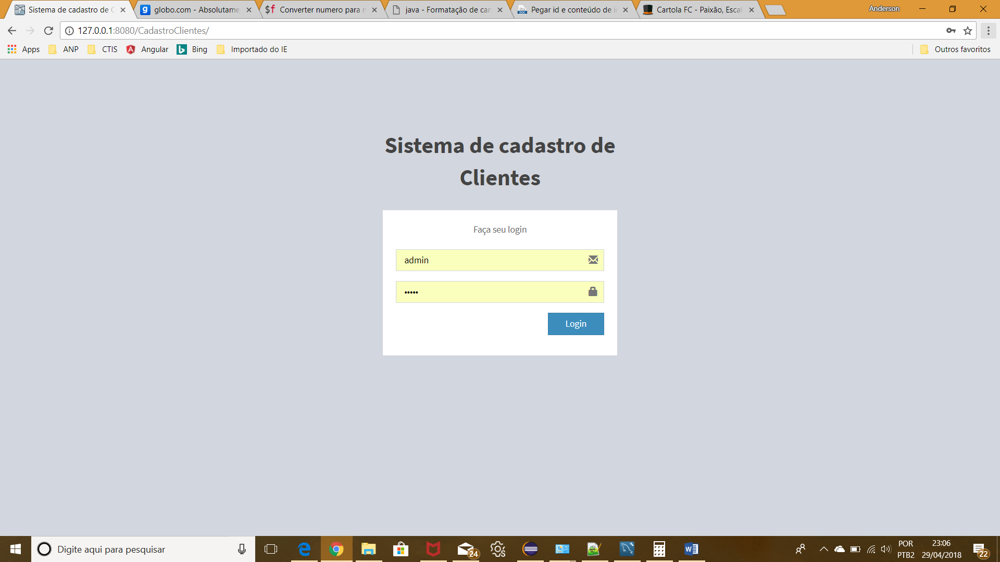 Sistema de cadastro de C
globo.com - Absolutame
Converter numero para
java - Formatação de
Pegar id e conteúdo de
Cartola FC - Paixão, Escal
Anderson
127.0.0.1:8080/CadastroClientes/
Apps
ANP
CTIS
Angular
Bing
Importado do IE
Outros favoritos
Sistema de cadastro de
Clientes
Faça seu login
admin
•••••
Login
Digite aqui para pesquisar
24
POR
PTB2
23:06
29/04/2018
22